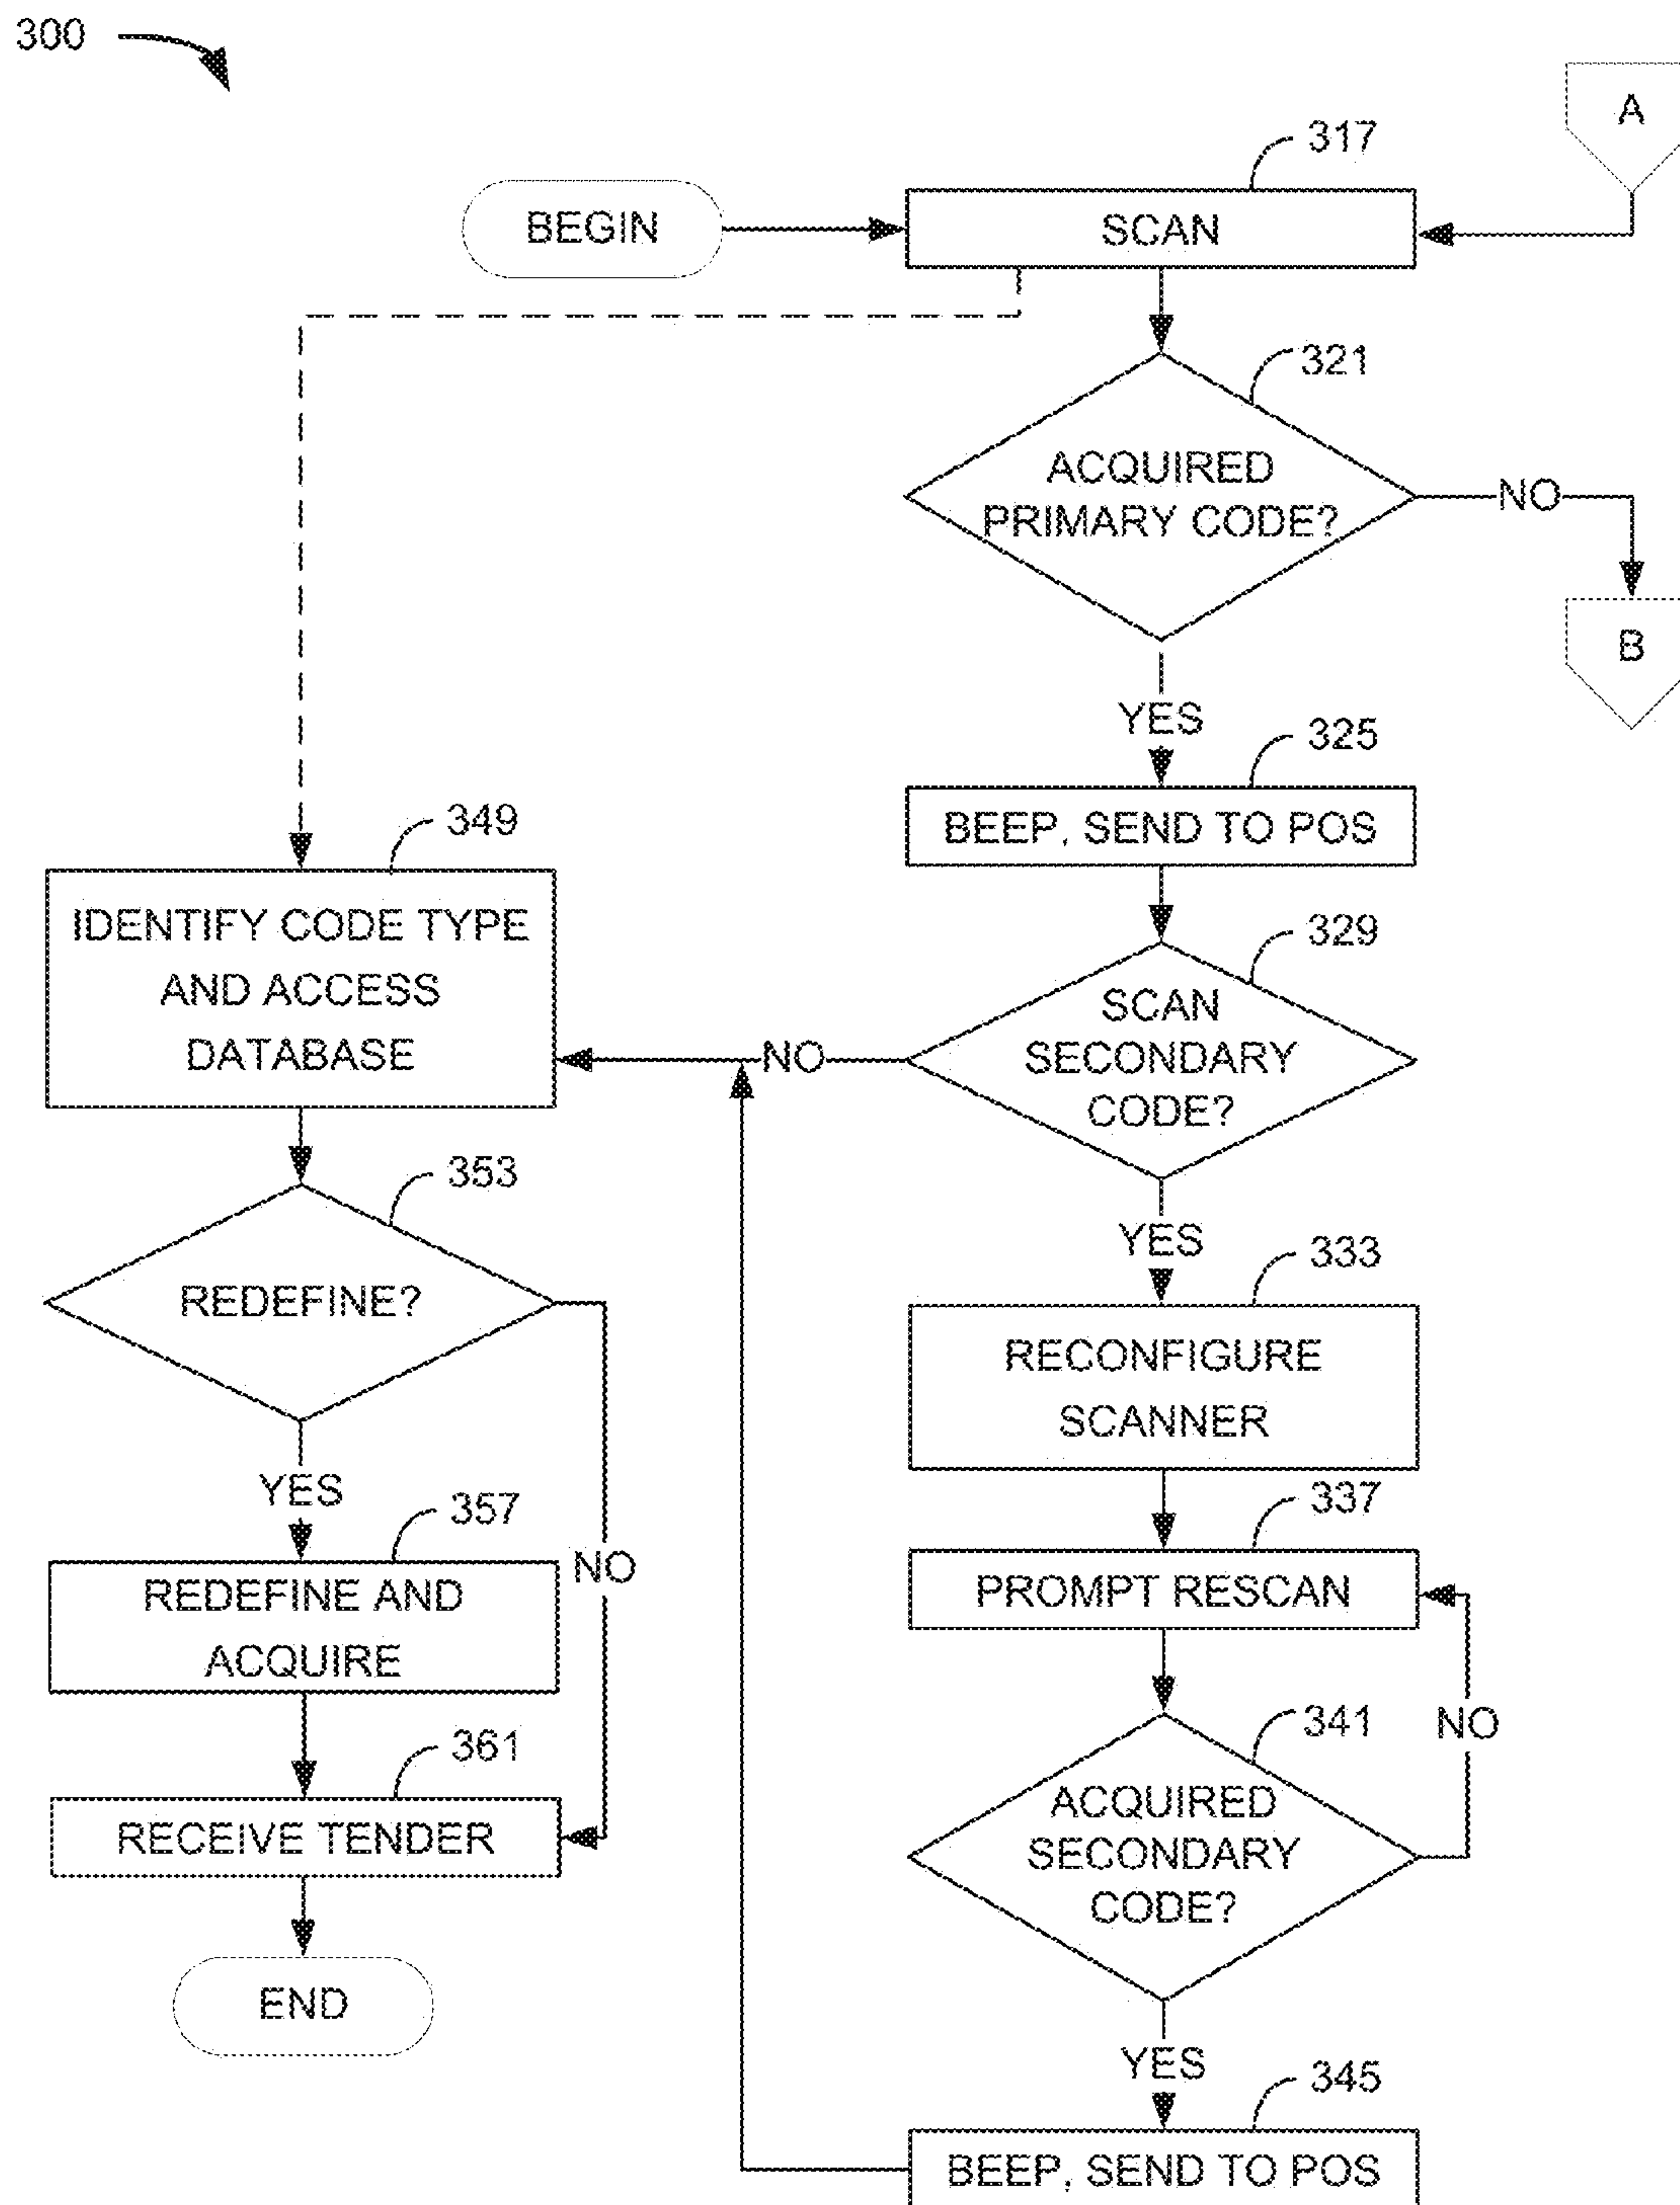 300
A
317
BEGIN
SCAN
321
ACQUIRED
PRIMARY CODE?
NO
B
YES
325
BEEP, SEND TO POS
329
SCAN
SECONDARY
CODE?
NO
YES
333
RECONFIGURE
SCANNER
337
PROMPT RESCAN
341
ACQUIRED
SECONDARY
CODE?
NO
YES
345
BEEP, SEND TO POS
349
IDENTIFY CODE TYPE
AND ACCESS
DATABASE
353
REDEFINE?
YES
NO
357
REDEFINE AND
ACQUIRE
361
RECEIVE TENDER
END